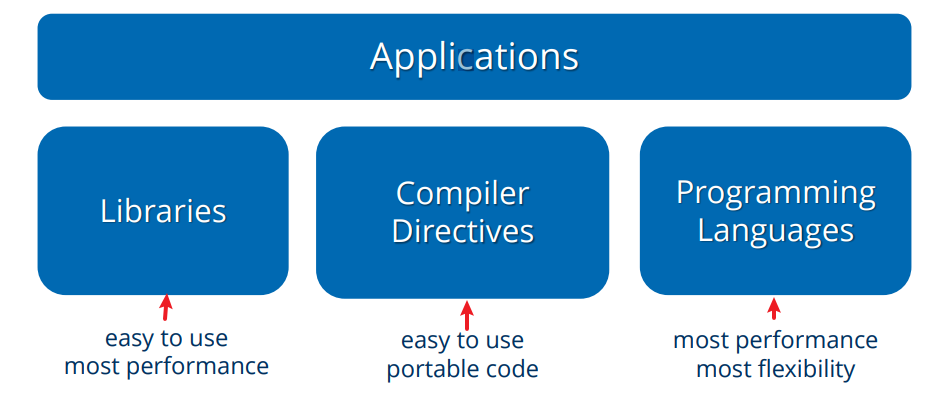 Applications
Libraries
Compiler
Directives
Programming
Languages
easy to use
most performance
easy to use
portable code
most performance
most flexibility